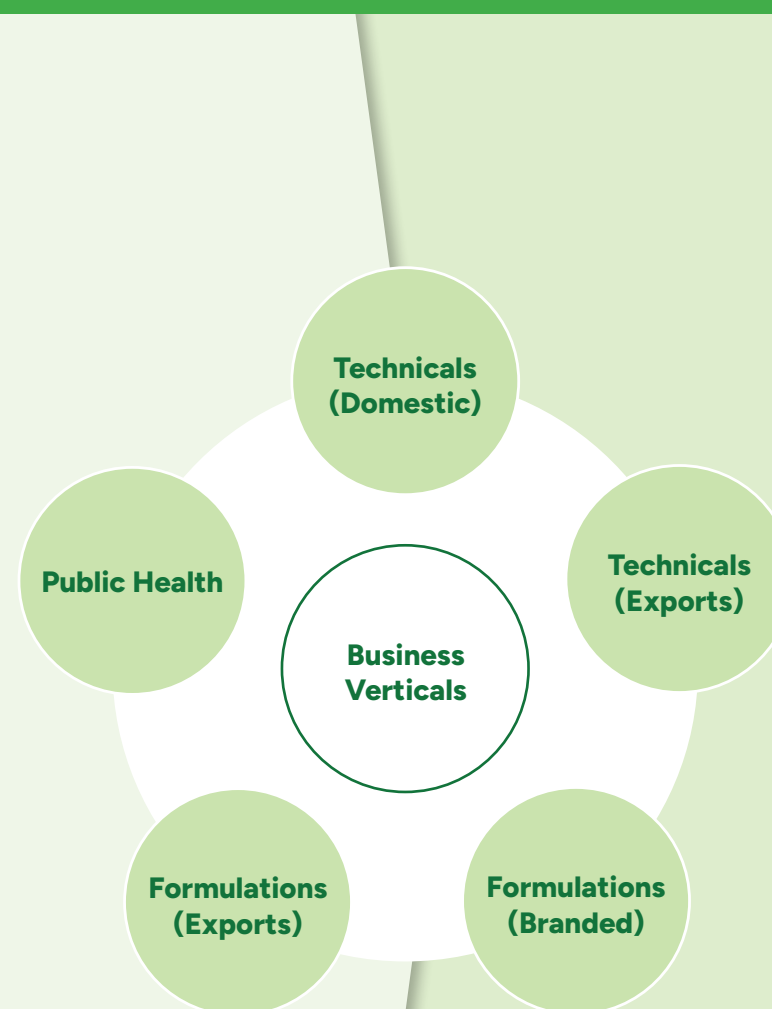 Technicals
(Domestic)
Public Health
Technicals
(Exports)
Business
Verticals
Formulations
(Exports)
Formulations
(Branded)